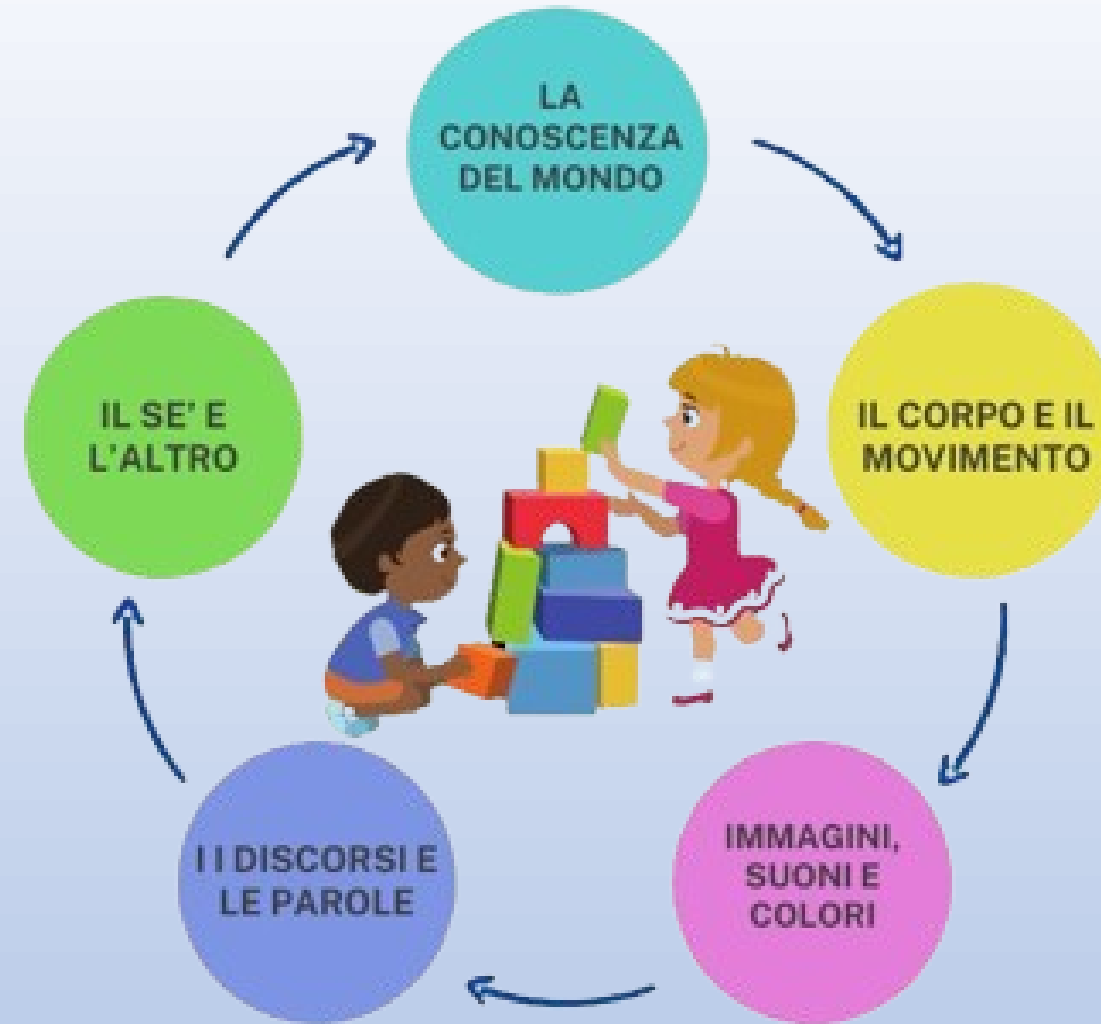 LA
CONOSCENZA
DEL MONDO
IL CORPO E IL
MOVIMENTO
IMMAGINI,
SUONI E
COLORI
I I DISCORSI E
LE PAROLE
IL SE' E
L'ALTRO